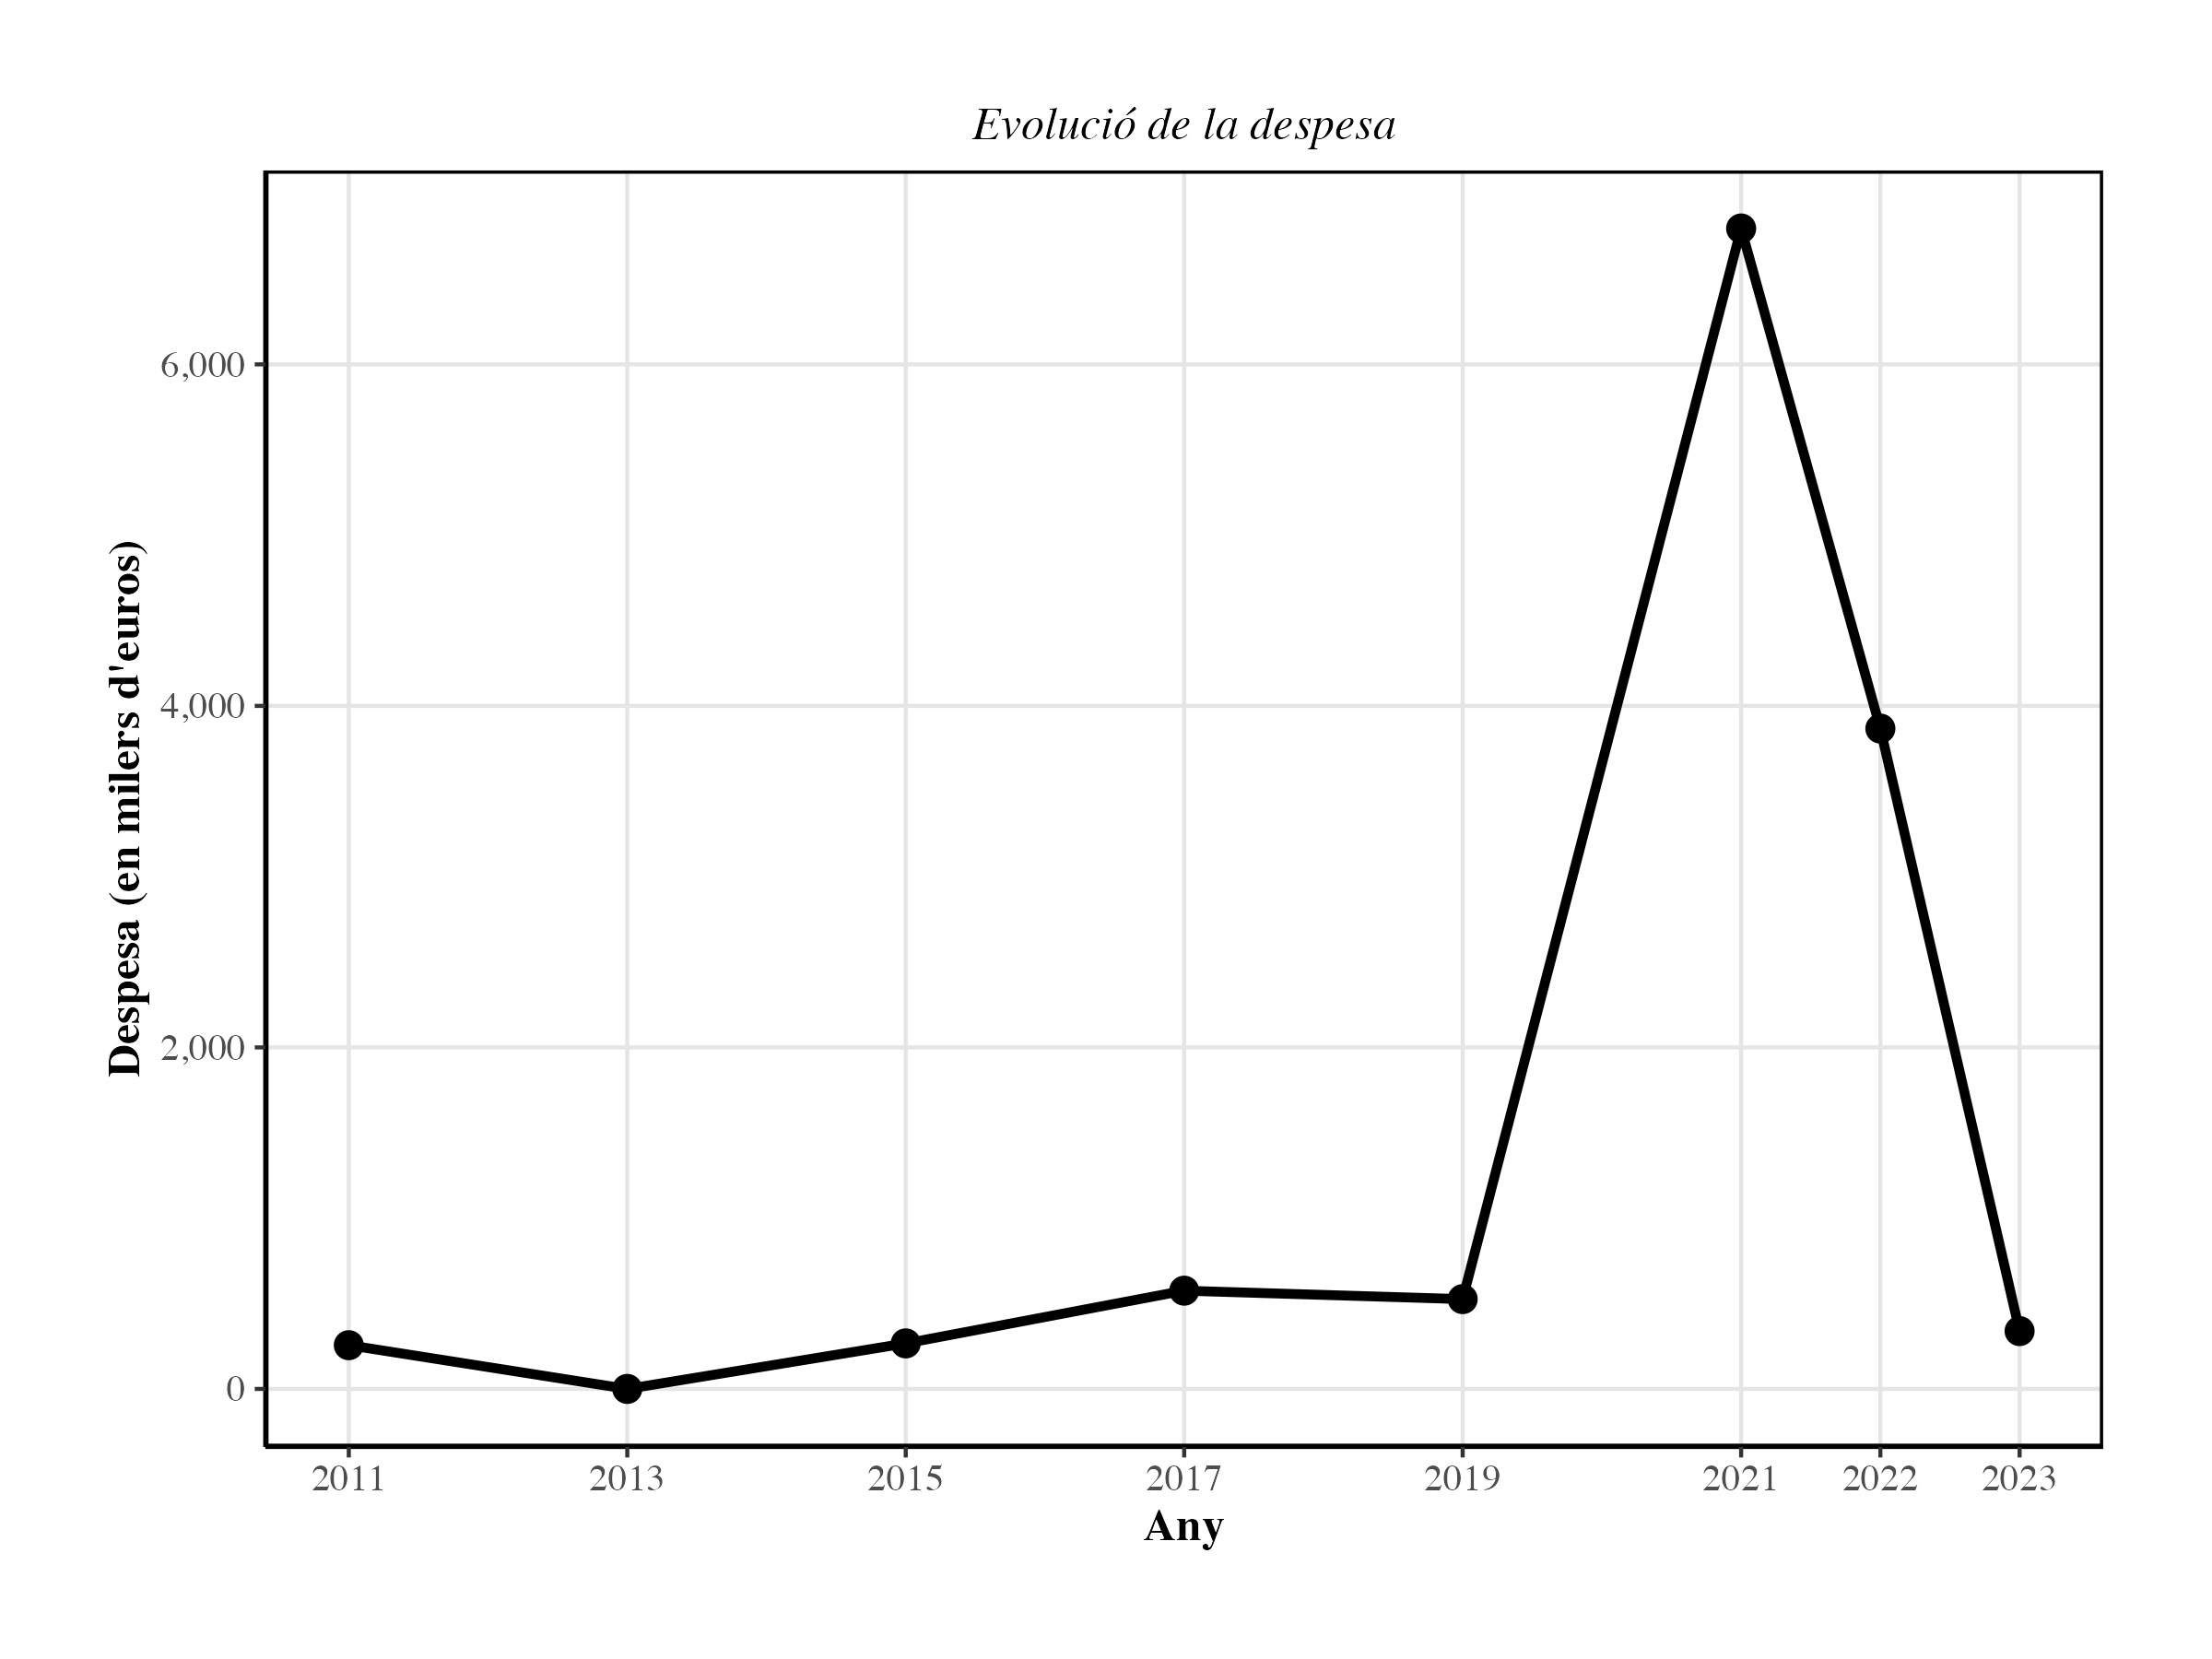 Evolució de la despesa
Despesa (en milers d'euros)
6,000
4,000
2,000
0
2011 2013 2015 2017 2019 2021 2022 2023
Any